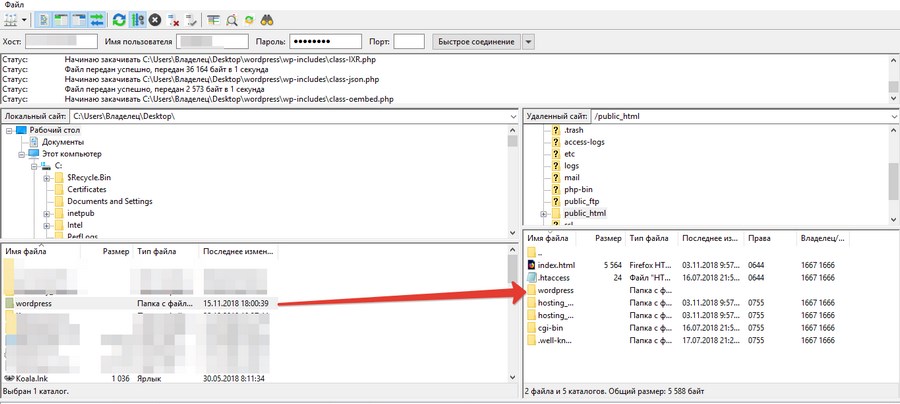 Файл
Хост: Имя пользователя Пароль: •••••••• Порт: Быстрое соединение
Статус: Начинаю закачивать C:\Users\Владелец\Desktop\wordpress\wp-includes\class-IXR.php
Статус: Файл передан успешно, передан 36 164 байт в 1 секунда
Статус: Начинаю закачивать C:\Users\Владелец\Desktop\wordpress\wp-includes\class-json.php
Статус: Файл передан успешно, передан 2 573 байт в 1 секунда
Статус: Начинаю закачивать C:\Users\Владелец\Desktop\wordpress\wp-includes\class-oembed.php
Локальный сайт: C:\Users\Владелец\Desktop\
Рабочий стол
Документы
Этот компьютер
C:
$Recycle.Bin
Certificates
Documents and Settings
inetpub
Intel
PerfLogs
Имя файла Размер Тип файла Последнее измен...
wordpress Папка с файл... 15.11.2018 18:00:39
Koala.lnk 1 036 Ярлык 30.05.2018 8:11:34
Выбран 1 каталог.
Удаленный сайт: /public_html
.trash
access-logs
etc
logs
mail
php-bin
public_ftp
public_html
ssl
Имя файла Размер Тип файла Последнее из... Права Владелец/...
..
index.html 5 564 Firefox HT... 03.11.2018 9:57... 0644 1667 1666
.htaccess 24 Файл "HT... 16.07.2018 21:5... 0644 1667 1666
wordpress Папка с ф...
hosting_... Папка с ф... 03.11.2018 9:57... 0755 1667 1666
hosting_... Папка с ф... 03.11.2018 9:57... 0755 1667 1666
cgi-bin Папка с ф... 16.07.2018 21:5... 0755 1667 1666
.well-kn... Папка с ф... 17.07.2018 21:2... 0755 1667 1666
2 файла и 5 каталогов. Общий размер: 5 588 байт